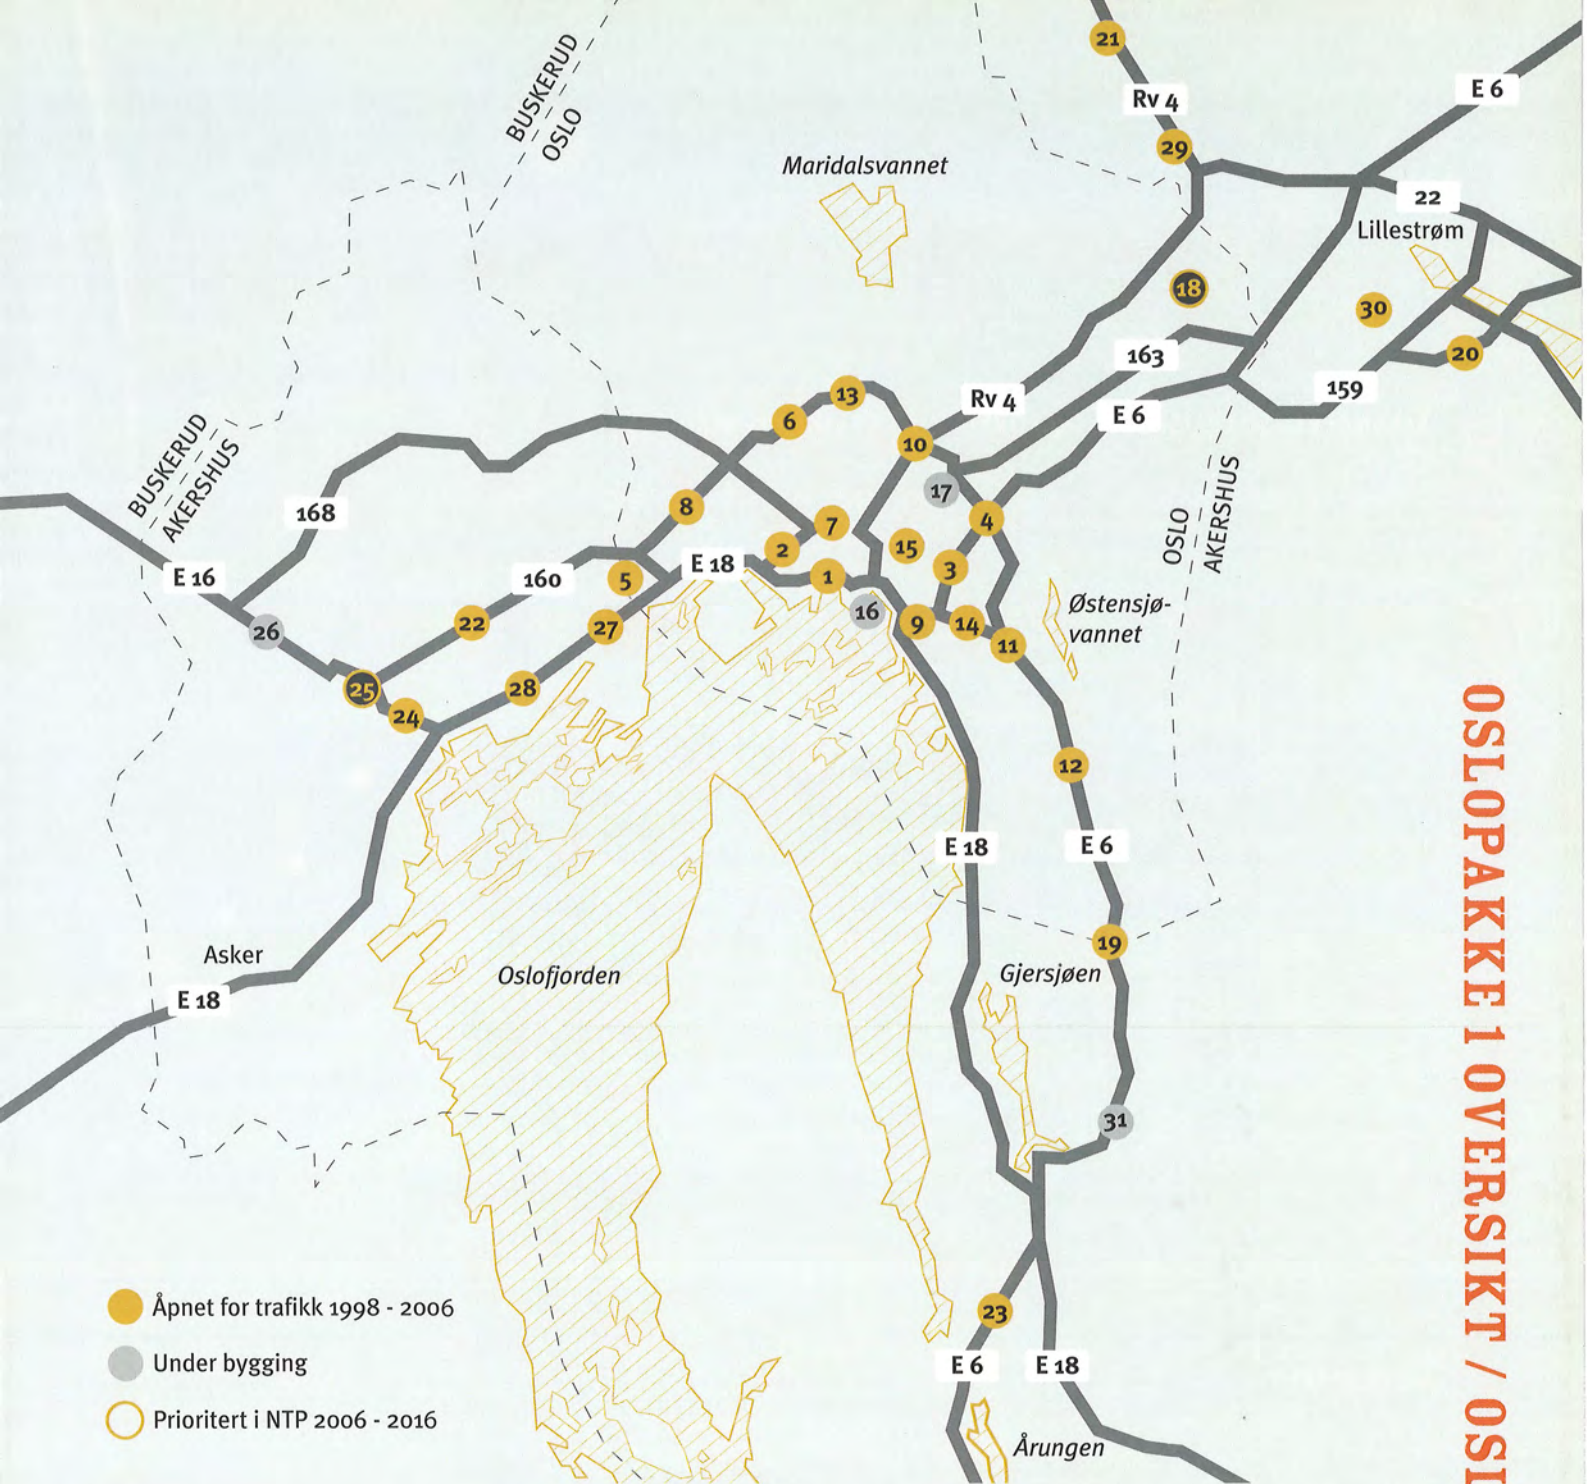 BUSKERUD
OSLO
Maridalsvannet
21
Rv 4
29
E 6
22
Lillestrøm
18
30
20
163
159
Rv 4
E 6
13
6
10
17
4
8
7
2
15
3
1
16
9
14
11
E 18
5
Østensjø-
vannet
OSLO
AKERSHUS
BUSKERUD
AKERSHUS
168
E 16
160
26
22
27
25
24
28
12
E 18
E 6
19
Asker
E 18
Oslofjorden
Gjersjøen
31
23
E 6
E 18
Årungen
Åpnet for trafikk 1998 - 2006
Under bygging
Prioritert i NTP 2006 - 2016
OSLOPAKKE 1 OVERSIKT / OSL